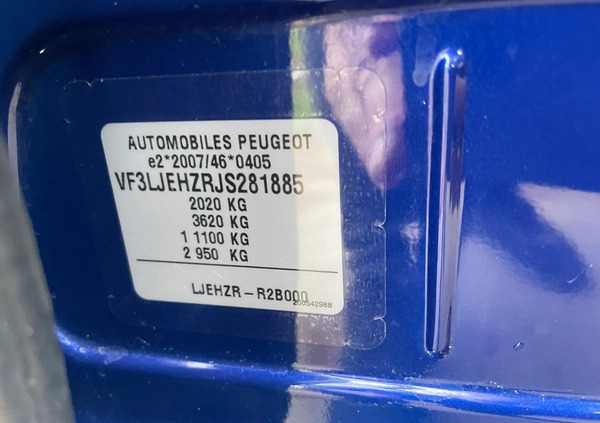 AUTOMOBILES PEUGEOT
e2*2007/46*0405
VF3LJEHZRJS281885
2020 KG
3620 KG
1 1100 KG
2 950 KG
LJEHZR-R2B000
200542988